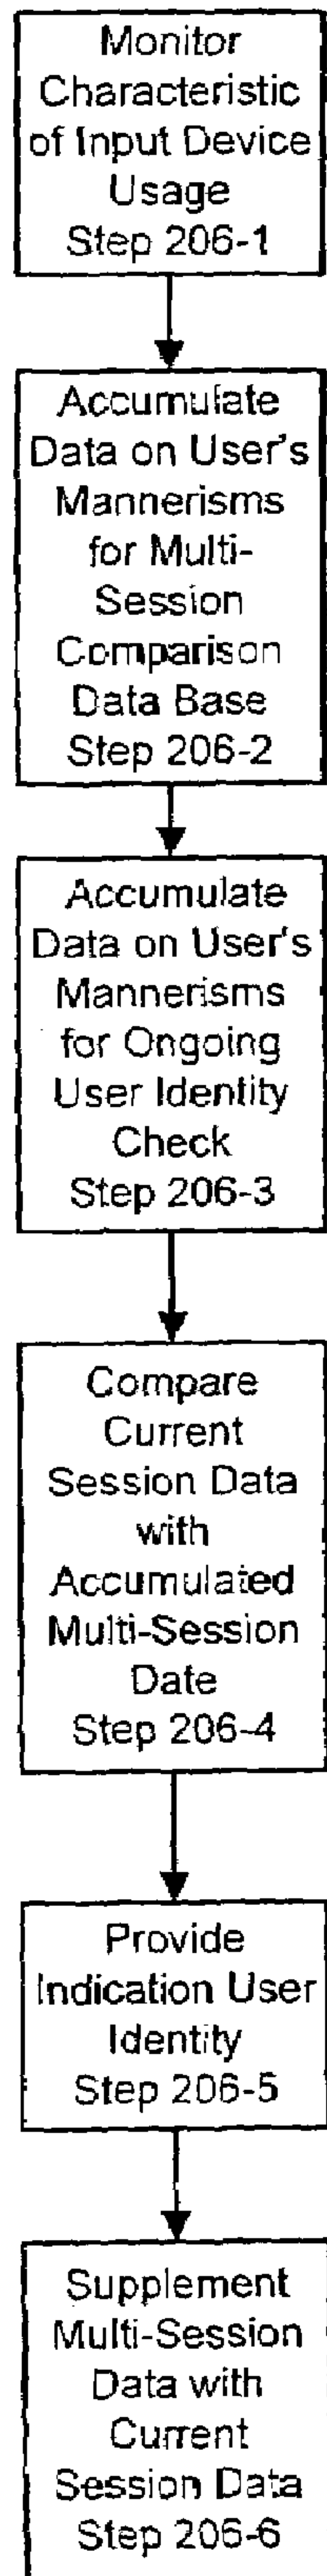 Monitor
Characteristic
of Input Device
Usage
Step 206-1
Accumulate
Data on User's
Mannerisms
for Multi-
Session
Comparison
Data Base
Step 206-2
Accumulate
Data on User's
Mannerisms
for Ongoing
User Identity
Check
Step 206-3
Compare
Current
Session Data
with
Accumulated
Multi-Session
Date
Step 206-4
Provide
Indication User
Identity
Step 206-5
Supplement
Multi-Session
Data with
Current
Session Data
Step 206-6